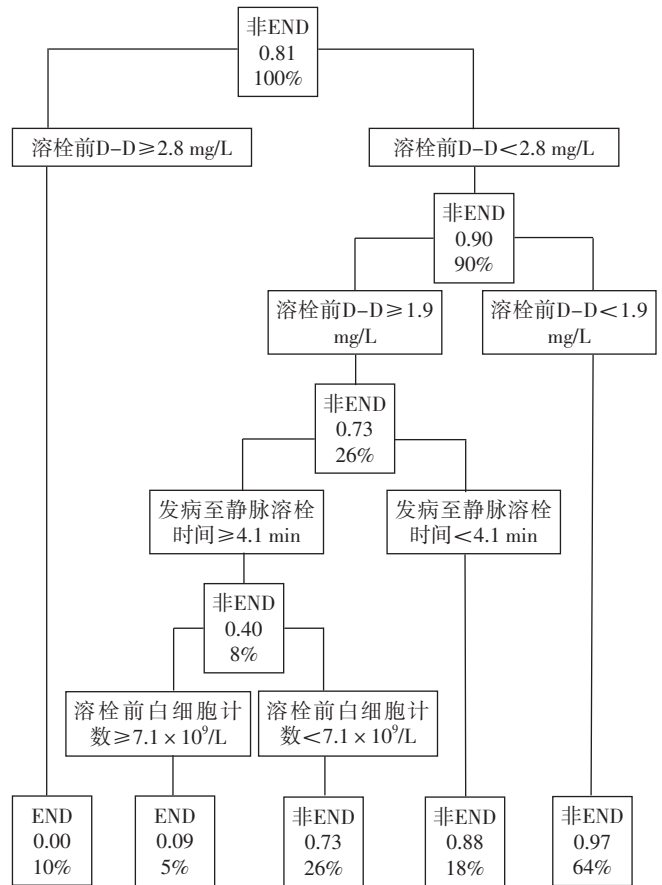 非END
0.81
100%
溶栓前D-D≥2.8 mg/L
溶栓前D-D<2.8 mg/L
非END
0.90
90%
溶栓前D-D≥1.9
mg/L
溶栓前D-D<1.9
mg/L
非END
0.73
26%
发病至静脉溶栓
时间≥4.1 min
发病至静脉溶栓
时间<4.1 min
非END
0.40
8%
溶栓前白细胞计
数≥7.1×10⁹/L
溶栓前白细胞计
数<7.1×10⁹/L
END
0.00
10%
END
0.09
5%
非END
0.73
26%
非END
0.88
18%
非END
0.97
64%